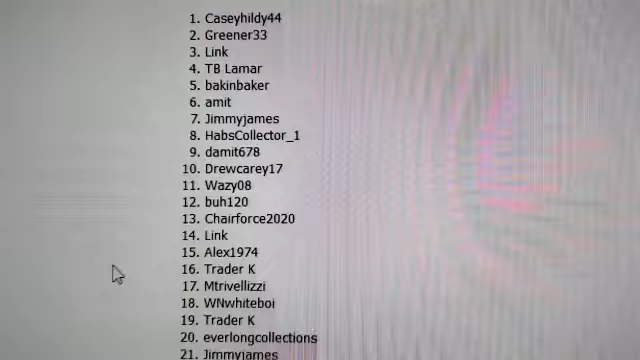 1. Caseyhildy44
2. Greener33
3. Link
4. TB Lamar
5. bakinbaker
6. amit
7. Jimmyjames
8. HabsCollector_1
9. damit678
10. Drewcarey17
11. Wazy08
12. buh120
13. Chairforce2020
14. Link
15. Alex1974
16. Trader K
17. Mtrivellizzi
18. WNwhiteboi
19. Trader K
20. everlongcollections
21. Jimmyjames